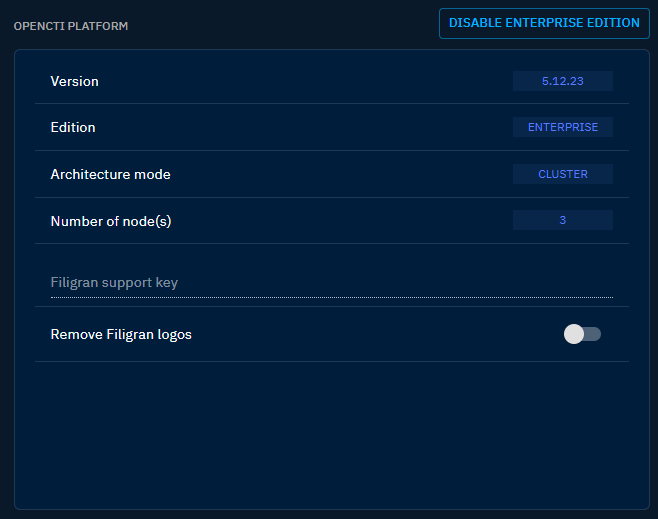 OPENCTI PLATFORM
DISABLE ENTERPRISE EDITION
Version 5.12.23
Edition ENTERPRISE
Architecture mode CLUSTER
Number of node(s) 3
Filigran support key
Remove Filigran logos